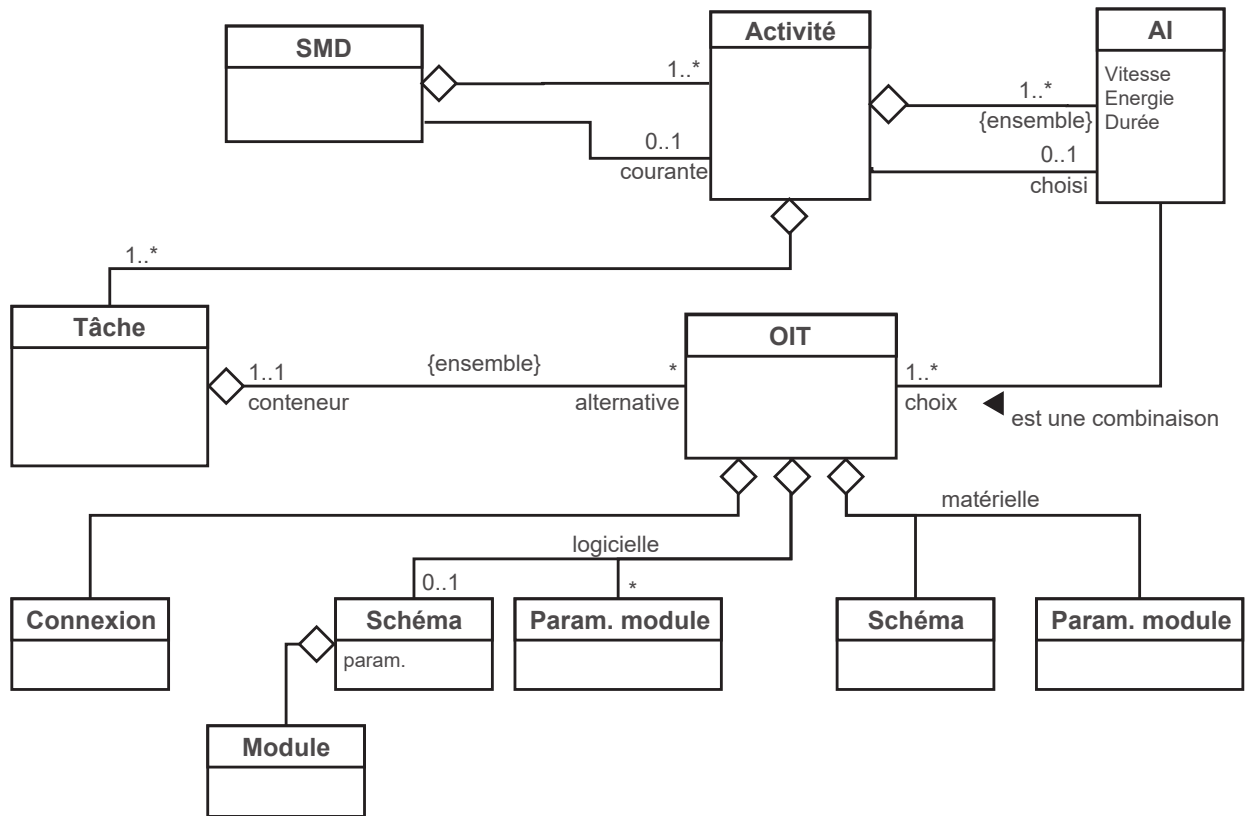 SMD
Activité
AI
Vitesse
Energie
Durée
1..*
1..*
{ensemble}
0..1
courante
0..1
choisi
1..*
Tâche
OIT
1..1
conteneur
{ensemble}
*
alternative
1..*
choix
est une combinaison
matérielle
logicielle
0..1
*
Connexion
Schéma
param.
Param. module
Schéma
Param. module
Module